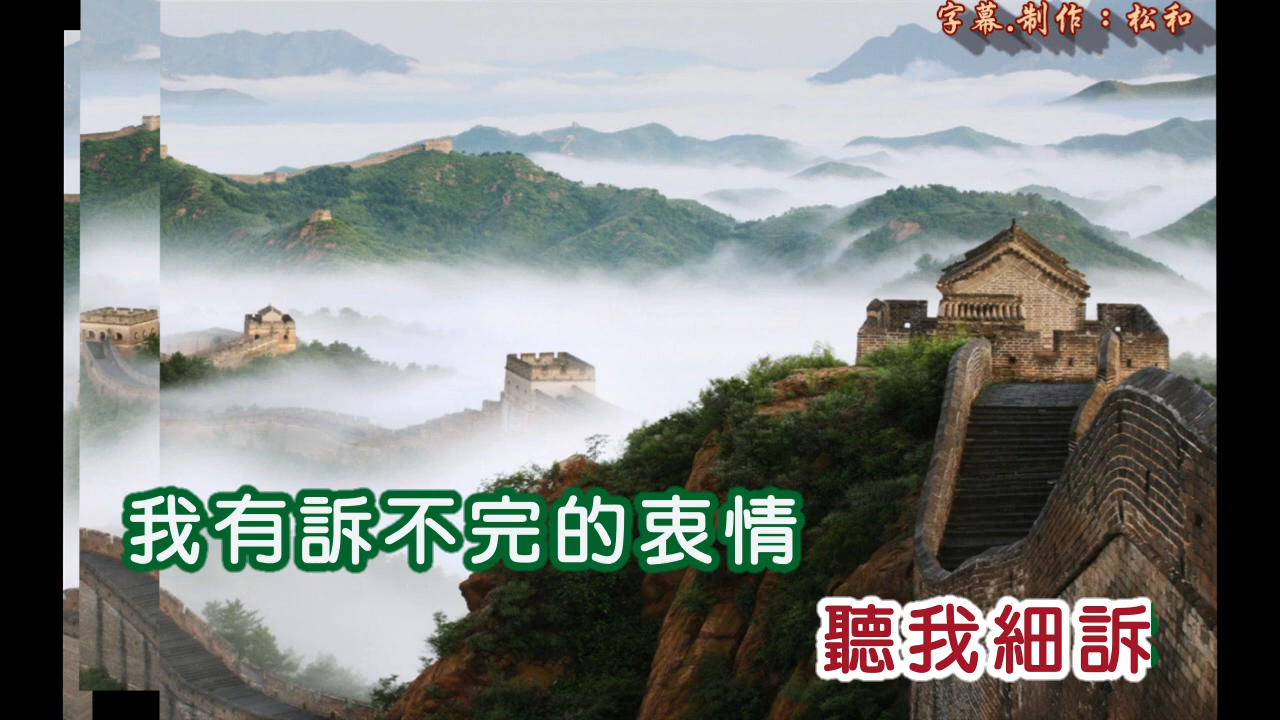 字幕.制作：松和
我有訴不完的衷情
聽我細訴